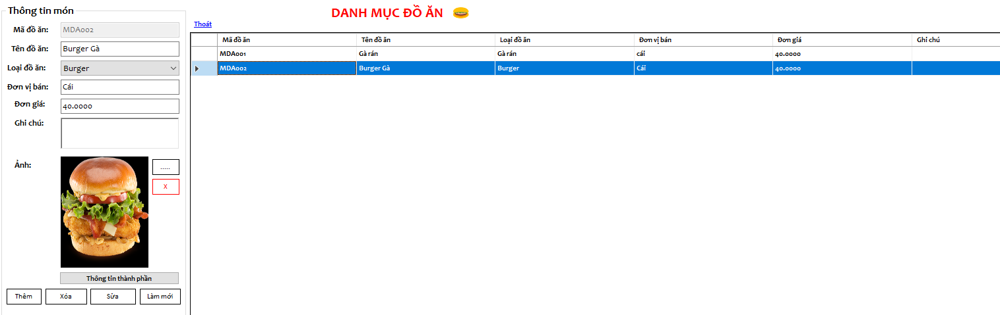 Thông tin món
Mã đồ ăn: MDA002
Tên đồ ăn: Burger Gà
Loại đồ ăn: Burger
Đơn vị bán: Cái
Đơn giá: 40.0000
Ghi chú:
Ảnh:
.....
X
Thông tin thành phần
Thêm Xóa Sửa Làm mới
DANH MỤC ĐỒ ĂN
Thoát
Mã đồ ăn Tên đồ ăn Loại đồ ăn Đơn vị bán Đơn giá Ghi chú
MDA001 Gà rán Gà rán cái 40.0000
MDA002 Burger Gà Burger Cái 40.0000